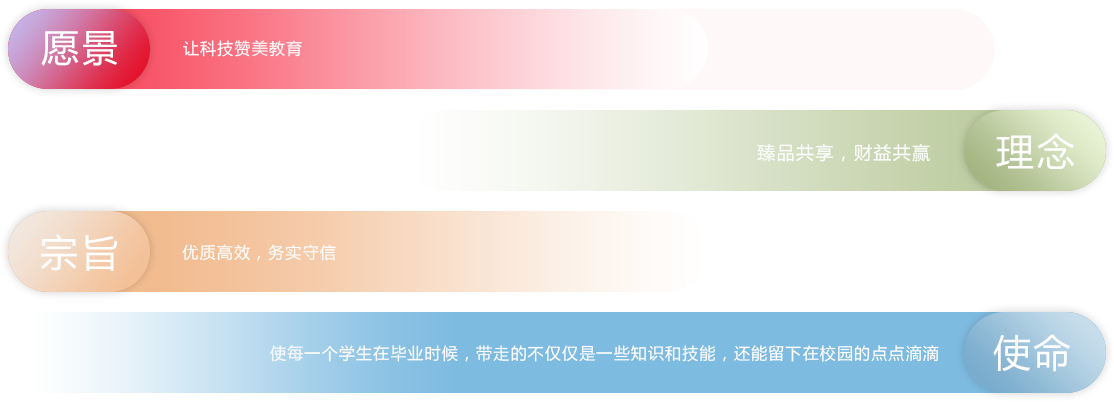 愿景
让科技赞美教育
臻品共享，财益共赢
理念
宗旨
优质高效，务实守信
使每一个学生在毕业时候，带走的不仅仅是一些知识和技能，还能留下在校园的点点滴滴
使命